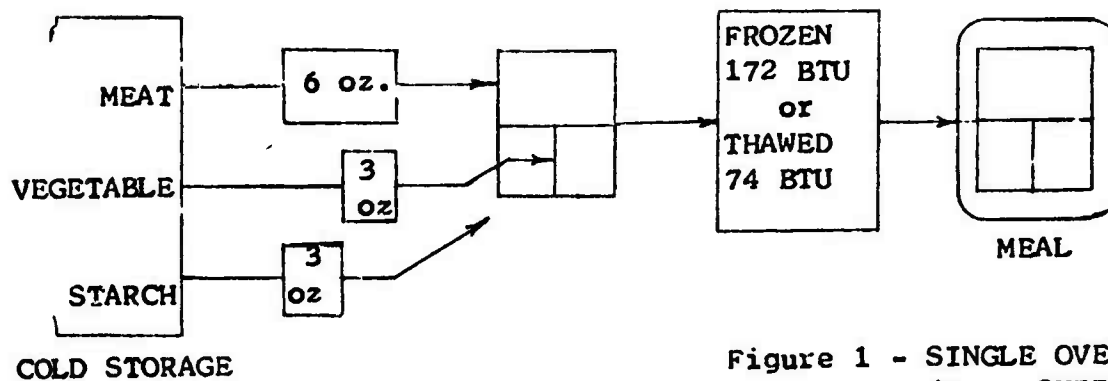 MEAT
6 oz.
VEGETABLE
3
oz
STARCH
3
oz
COLD STORAGE
FROZEN
172 BTU
or
THAWED
74 BTU
MEAL
Figure 1 - SINGLE OVE